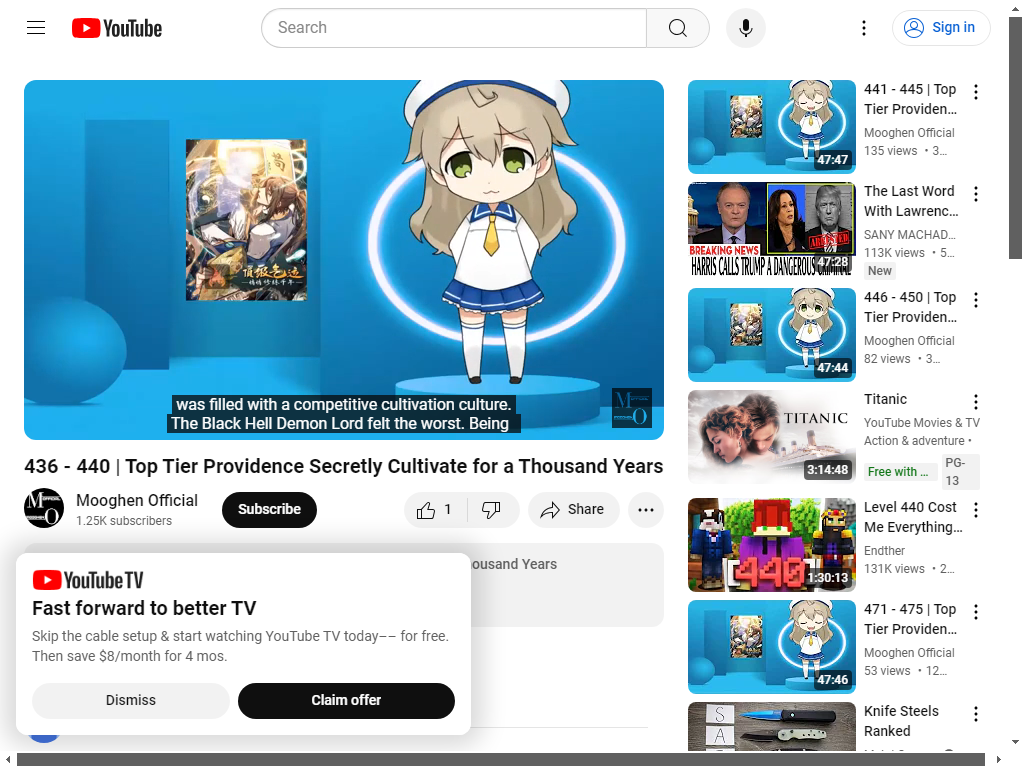 YouTube
Search
Sign in
was filled with a competitive cultivation culture.
The Black Hell Demon Lord felt the worst. Being
436 - 440 | Top Tier Providence Secretly Cultivate for a Thousand Years
Mooghen Official
1.25K subscribers
Subscribe
1
Share
ousand Years
YouTube TV
Fast forward to better TV
Skip the cable setup & start watching YouTube TV today–– for free.
Then save $8/month for 4 mos.
Dismiss
Claim offer
47:47
441 - 445 | Top
Tier Providen…
Mooghen Official
135 views • 3…
BREAKING NEWS
ARRESTED
HARRIS CALLS TRUMP A DANGEROUS CRIMINAL
47:28
The Last Word
With Lawrenc…
SANY MACHAD…
113K views • 5…
New
47:44
446 - 450 | Top
Tier Providen…
Mooghen Official
82 views • 3…
TITANIC
3:14:48
Titanic
YouTube Movies & TV
Action & adventure •
Free with …
PG-
13
440
1:30:13
Level 440 Cost
Me Everything…
Endther
131K views • 2…
47:46
471 - 475 | Top
Tier Providen…
Mooghen Official
53 views • 12…
S
A
Knife Steels
Ranked